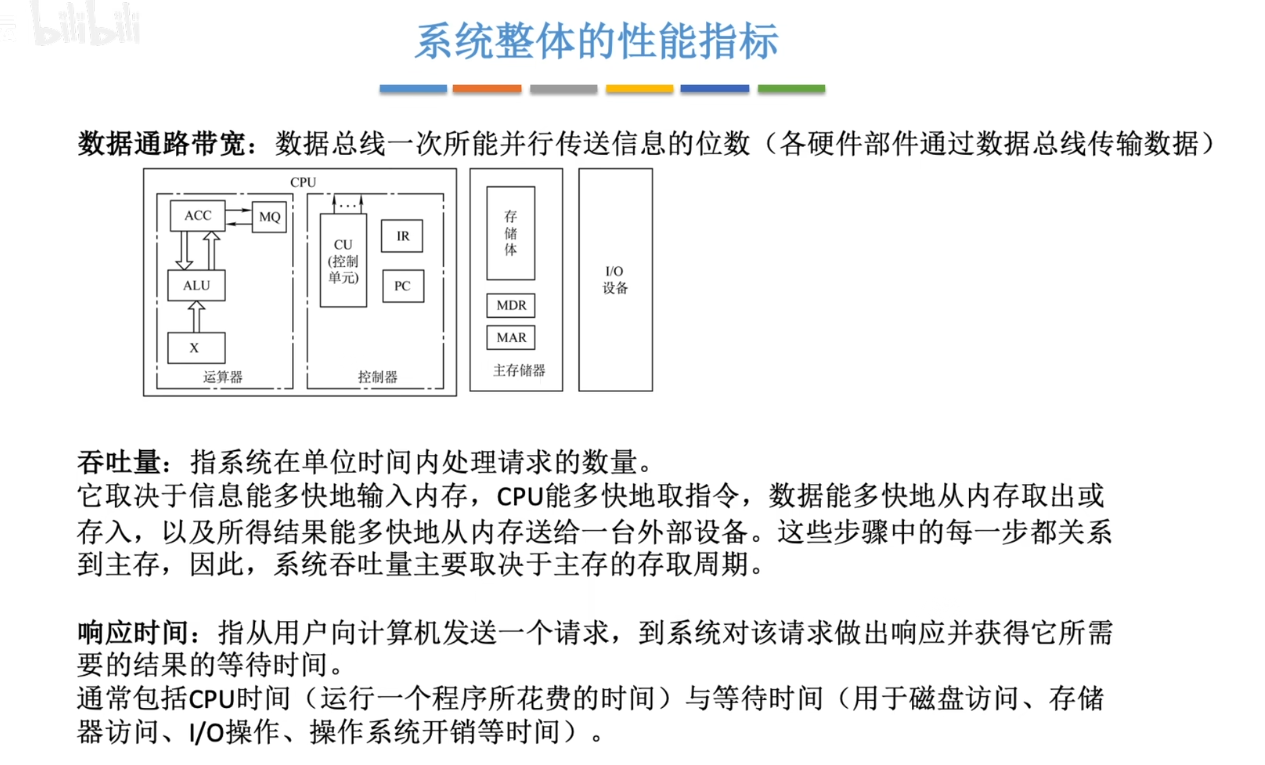 bilibili
系统整体的性能指标
数据通路带宽：数据总线一次所能并行传送信息的位数（各硬件部件通过数据总线传输数据）
CPU
ACC
MQ
ALU
X
运算器
...
CU
(控制
单元)
IR
PC
控制器
存
储
体
MDR
MAR
主存储器
I/O
设备
吞吐量：指系统在单位时间内处理请求的数量。
它取决于信息能多快地输入内存，CPU能多快地取指令，数据能多快地从内存取出或
存入，以及所得结果能多快地从内存送给一台外部设备。这些步骤中的每一步都关系
到主存，因此，系统吞吐量主要取决于主存的存取周期。
响应时间：指从用户向计算机发送一个请求，到系统对该请求做出响应并获得它所需
要的结果的等待时间。
通常包括CPU时间（运行一个程序所花费的时间）与等待时间（用于磁盘访问、存储
器访问、I/O操作、操作系统开销等时间）。